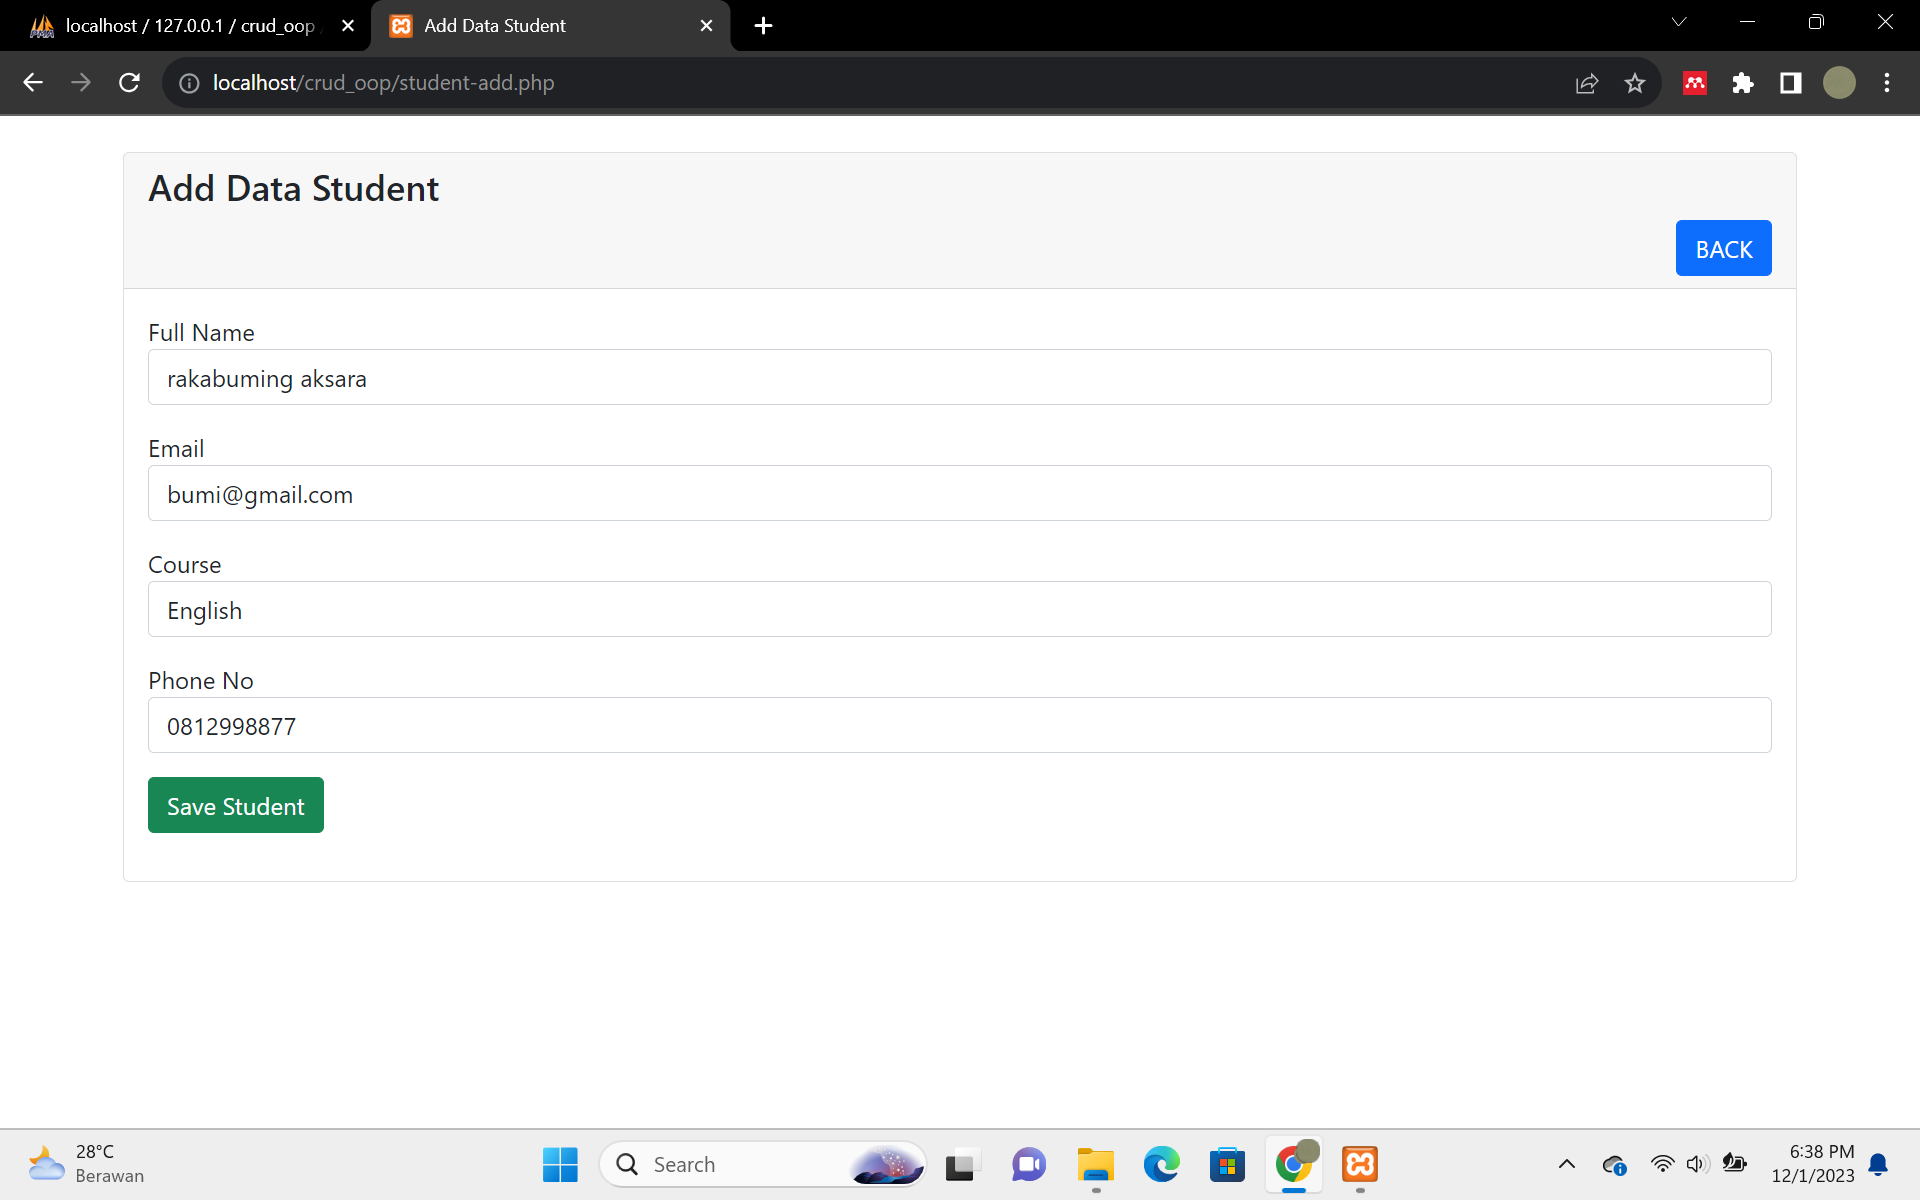 localhost / 127.0.0.1 / crud_oop
Add Data Student
localhost/crud_oop/student-add.php
Add Data Student
BACK
Full Name
rakabuming aksara
Email
bumi@gmail.com
Course
English
Phone No
0812998877
Save Student
28°C
Berawan
Search
6:38 PM
12/1/2023